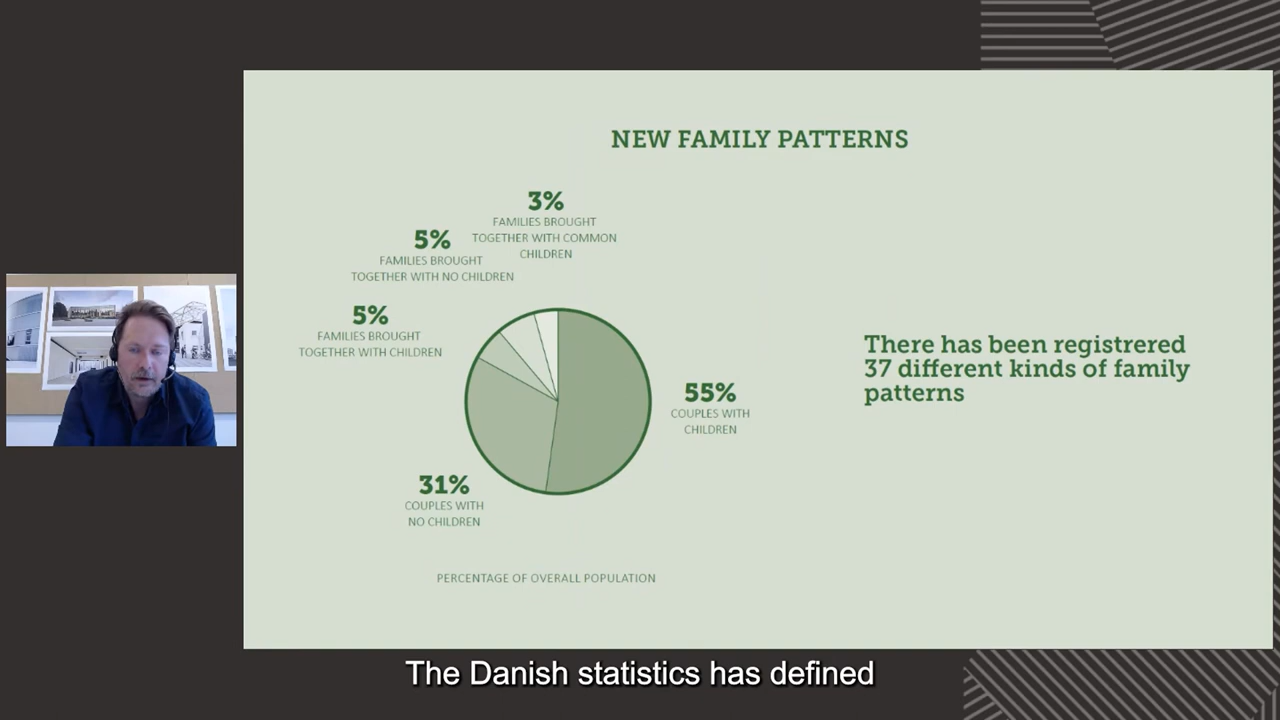 NEW FAMILY PATTERNS
3%
FAMILIES BROUGHT
TOGETHER WITH COMMON
CHILDREN
5%
FAMILIES BROUGHT
TOGETHER WITH NO CHILDREN
5%
FAMILIES BROUGHT
TOGETHER WITH CHILDREN
55%
COUPLES WITH
CHILDREN
31%
COUPLES WITH
NO CHILDREN
PERCENTAGE OF OVERALL POPULATION
There has been registrered
37 different kinds of family
patterns
The Danish statistics has defined